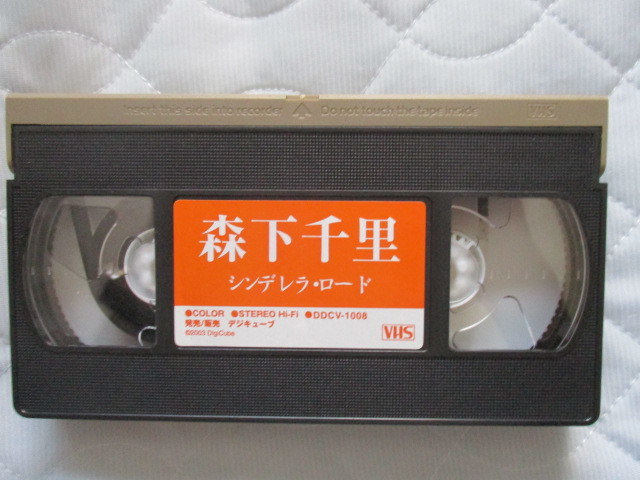 Insert this side into recorder Do not touch the tape inside VHS
森下千里
シンデレラ・ロード
●COLOR ●STEREO Hi-Fi ●DDCV-1008
発売/販売 デジキューブ
©2003 DigiCube VHS